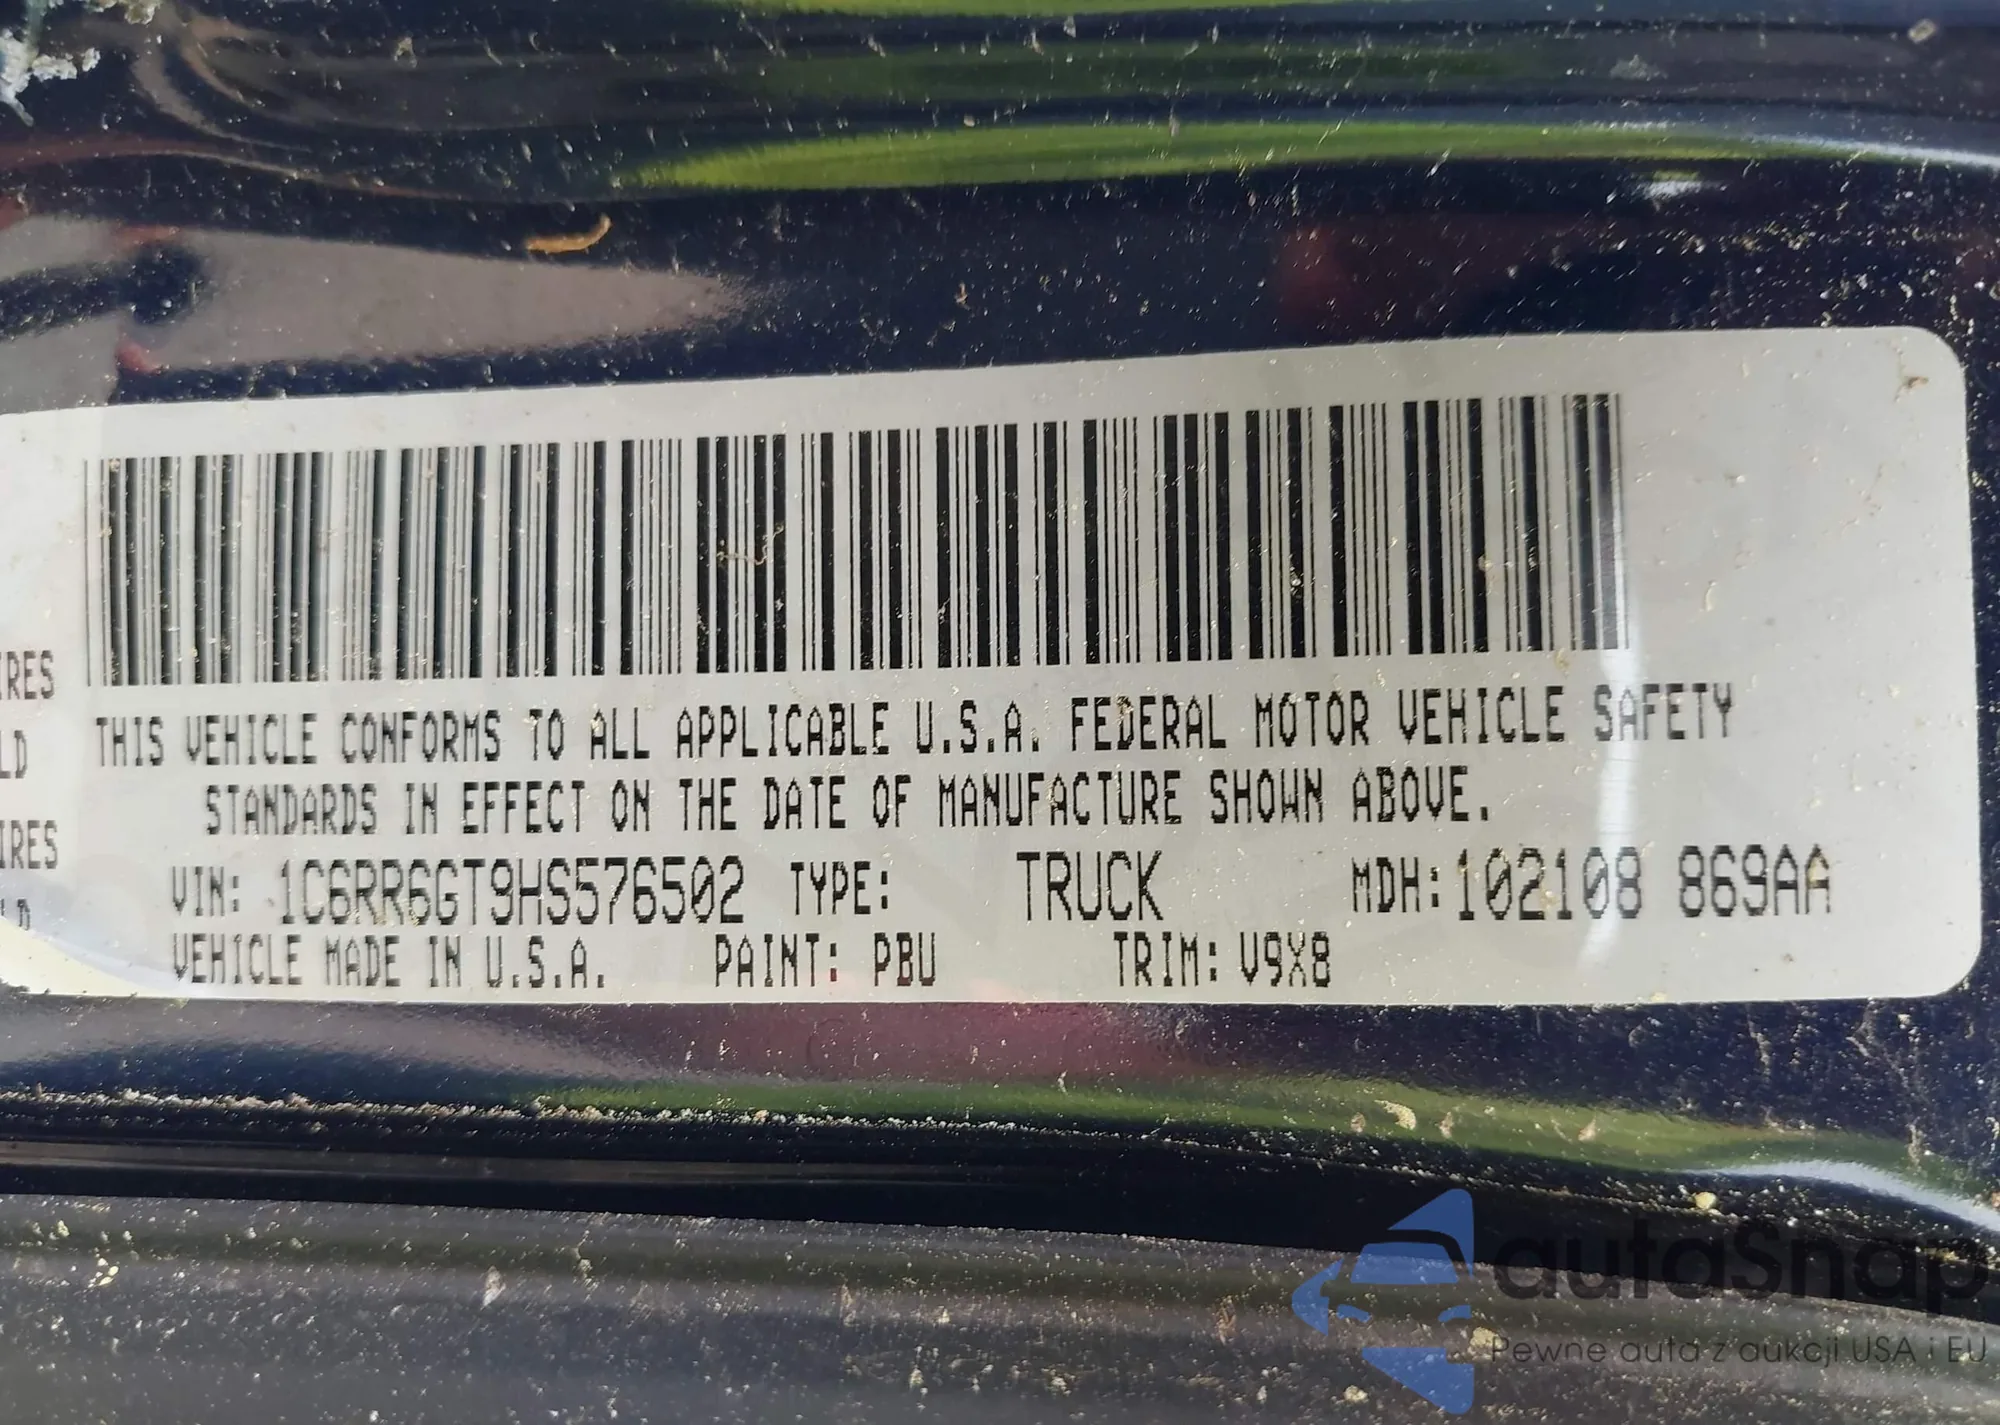 IRES
LD
IRES
LD
THIS VEHICLE CONFORMS TO ALL APPLICABLE U.S.A. FEDERAL MOTOR VEHICLE SAFETY
STANDARDS IN EFFECT ON THE DATE OF MANUFACTURE SHOWN ABOVE.
VIN: 1C6RR6GT9HS576502 TYPE: TRUCK MDH:102108 869AA
VEHICLE MADE IN U.S.A. PAINT: PBU TRIM: V9X8
autaSnap
Pewne auta z aukcji USA i EU